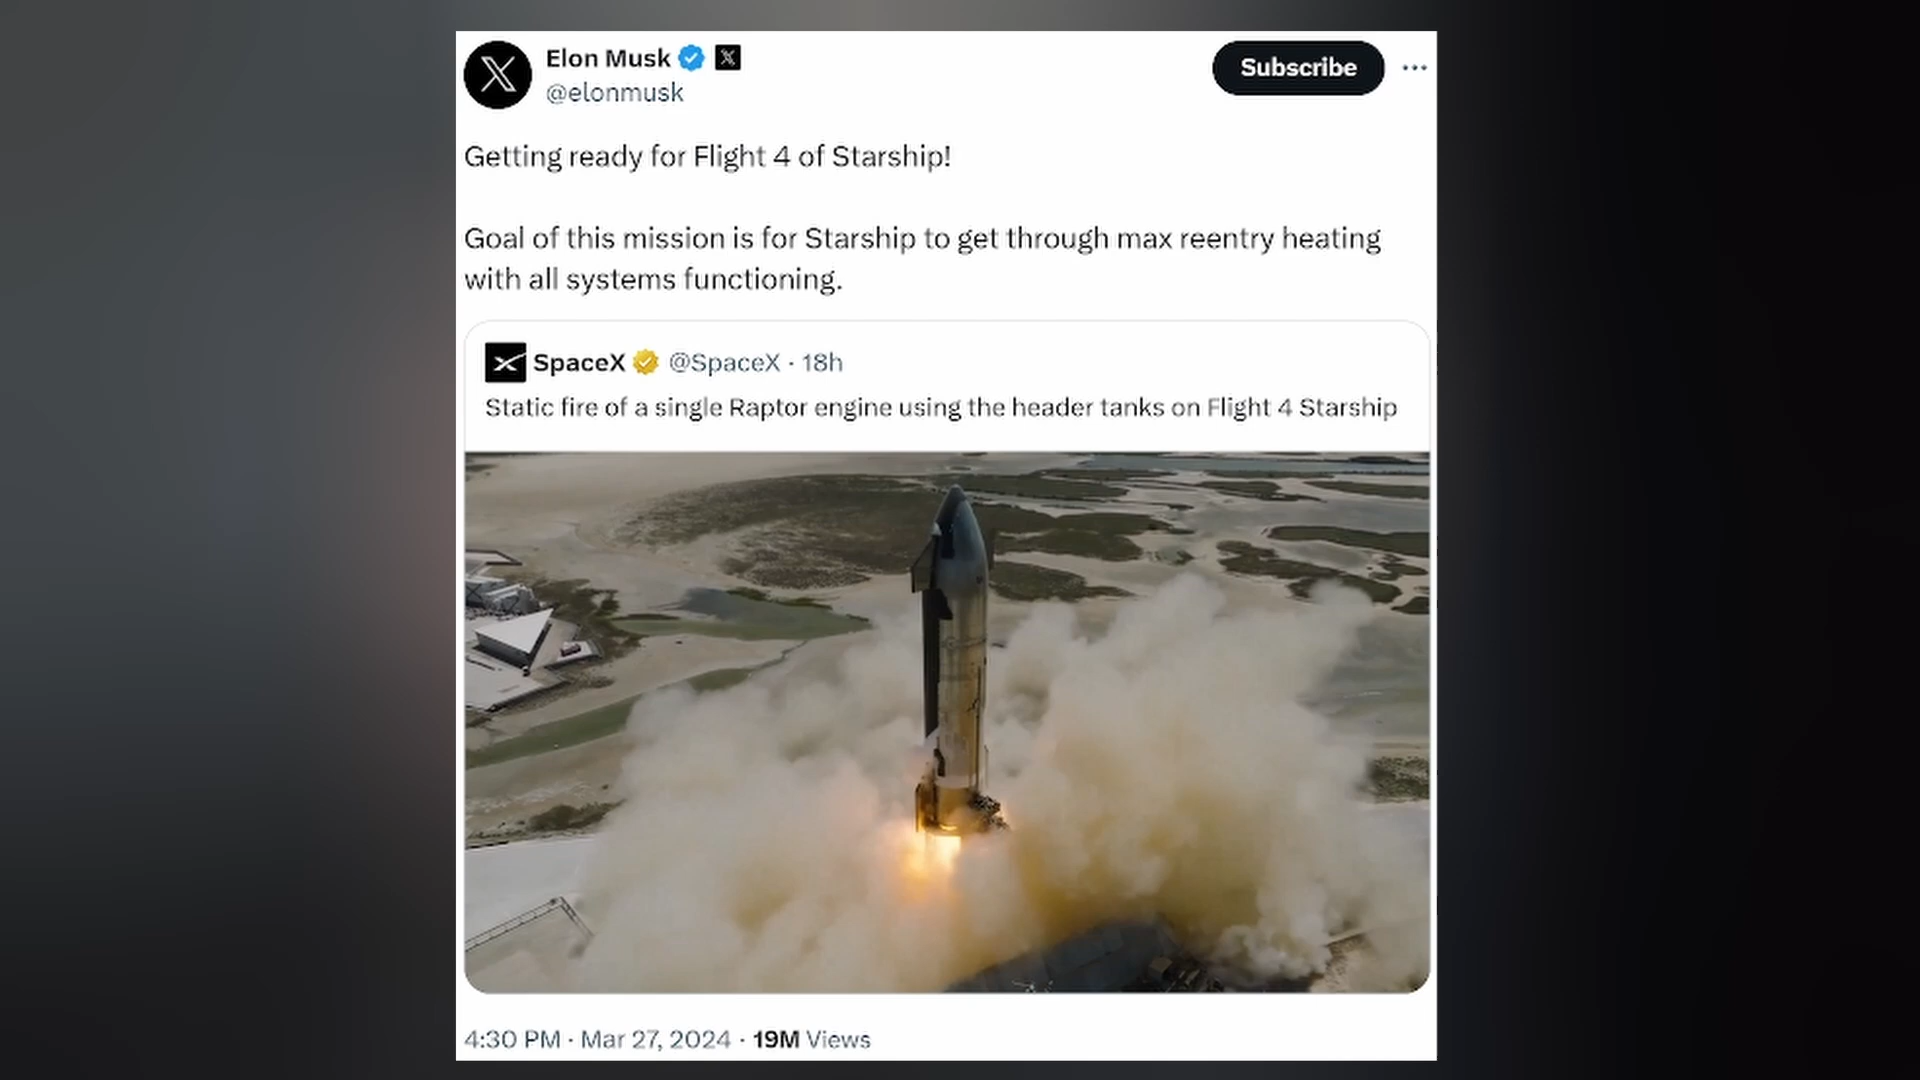 Elon Musk
@elonmusk
Subscribe
Getting ready for Flight 4 of Starship!
Goal of this mission is for Starship to get through max reentry heating
with all systems functioning.
SpaceX @SpaceX · 18h
Static fire of a single Raptor engine using the header tanks on Flight 4 Starship
4:30 PM · Mar 27, 2024 · 19M Views